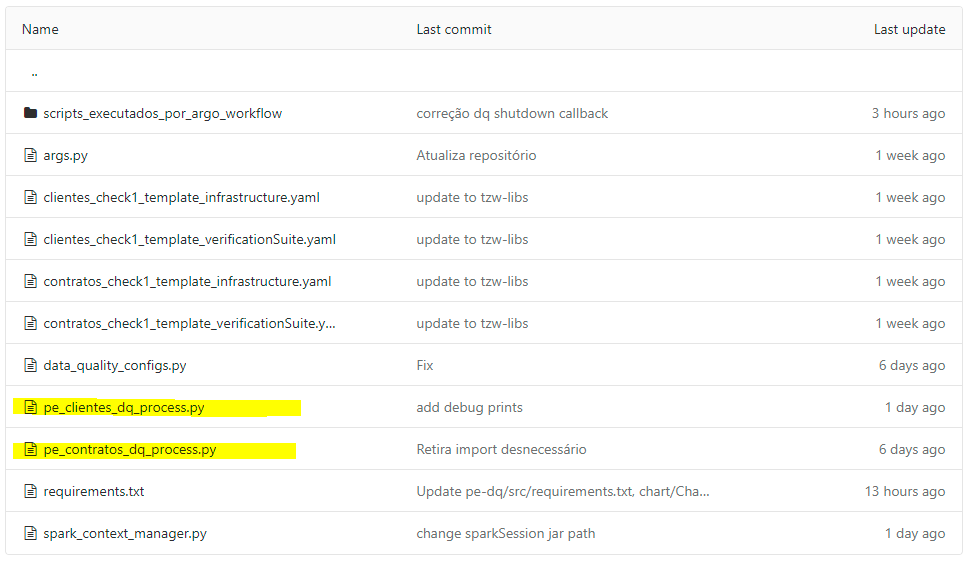 Name Last commit Last update
..
scripts_executados_por_argo_workflow correção dq shutdown callback 3 hours ago
args.py Atualiza repositório 1 week ago
clientes_check1_template_infrastructure.yaml update to tzw-libs 1 week ago
clientes_check1_template_verificationSuite.yaml update to tzw-libs 1 week ago
contratos_check1_template_infrastructure.yaml update to tzw-libs 1 week ago
contratos_check1_template_verificationSuite.y... update to tzw-libs 1 week ago
data_quality_configs.py Fix 6 days ago
pe_clientes_dq_process.py add debug prints 1 day ago
pe_contratos_dq_process.py Retira import desnecessário 6 days ago
requirements.txt Update pe-dq/src/requirements.txt, chart/Cha... 13 hours ago
spark_context_manager.py change sparkSession jar path 1 day ago